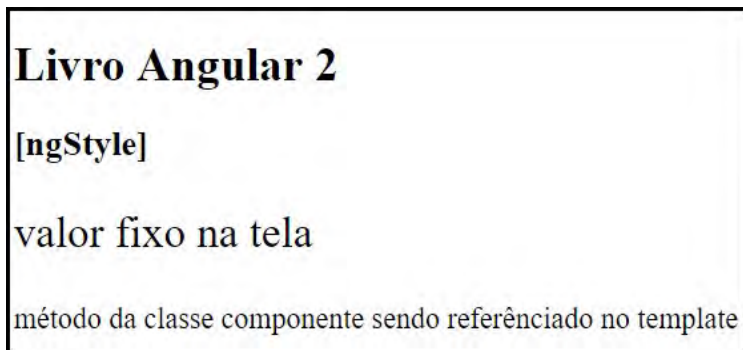 Livro Angular 2
[ngStyle]
valor fixo na tela
método da classe componente sendo referênciado no template